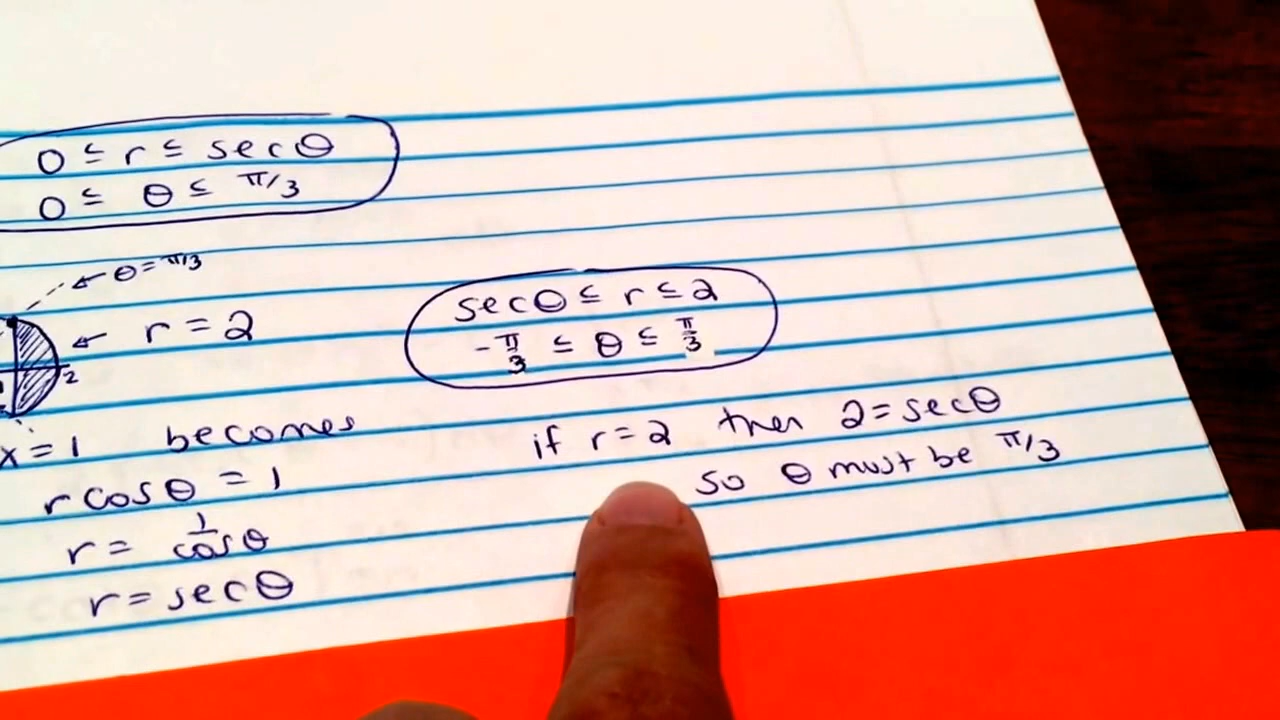 0 ≤ r ≤ secθ
0 ≤ θ ≤ π/3
θ = π/3
r = 2
2
secθ ≤ r ≤ 2
-π/3 ≤ θ ≤ π/3
x = 1 becomes
r cosθ = 1
r = 1/cosθ
r = secθ
if r = 2 then 2 = secθ
so θ must be π/3